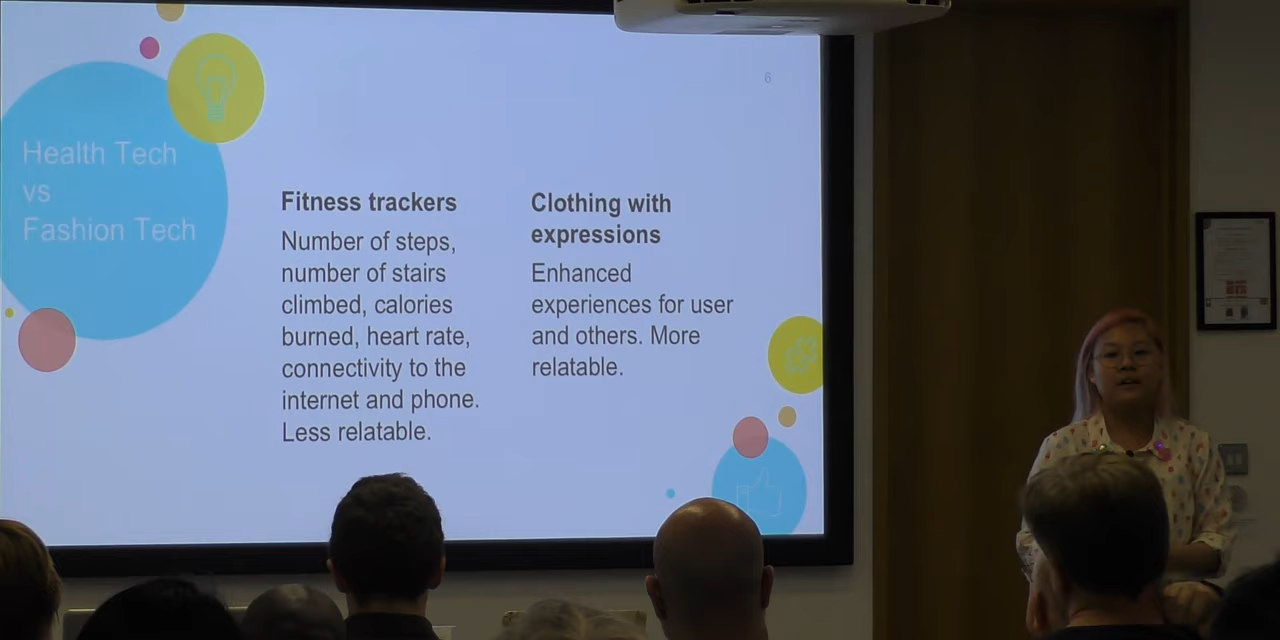 6
Health Tech
vs
Fashion Tech
Fitness trackers
Number of steps,
number of stairs
climbed, calories
burned, heart rate,
connectivity to the
internet and phone.
Less relatable.
Clothing with
expressions
Enhanced
experiences for user
and others. More
relatable.